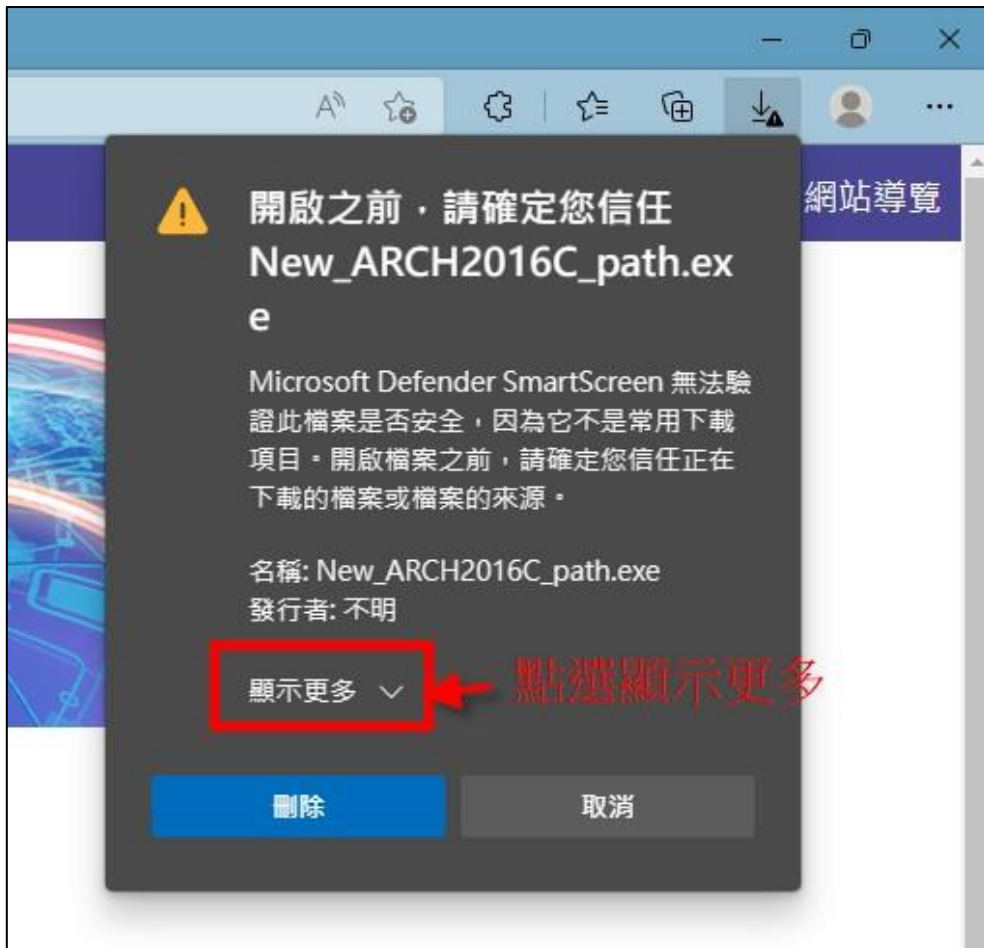 網站導覽
開啟之前，請確定您信任
New_ARCH2016C_path.ex
e
Microsoft Defender SmartScreen 無法驗
證此檔案是否安全，因為它不是常用下載
項目。開啟檔案之前，請確定您信任正在
下載的檔案或檔案的來源。
名稱: New_ARCH2016C_path.exe
發行者: 不明
顯示更多
點選顯示更多
刪除
取消